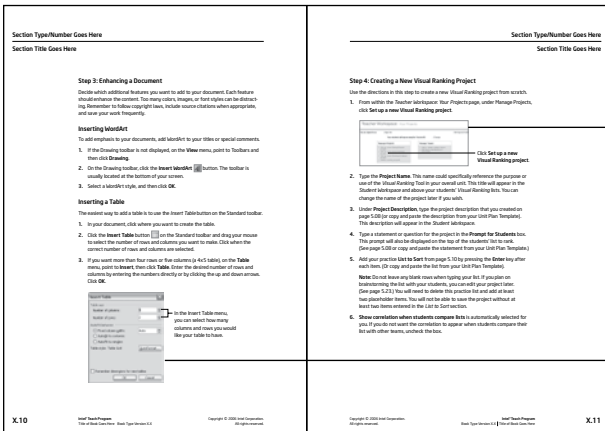 Section Type/Number Goes Here
Section Title Goes Here
Step 3: Enhancing a Document
Decide which additional features you want to add to your document. Each feature
should enhance the content. Too many colors, images, or font styles can be distract-
ing. Remember to follow copyright laws, include source citations when appropriate,
and save your work frequently.
Inserting WordArt
To add emphasis to your documents, add WordArt to your titles or special comments.
1. If the Drawing toolbar is not displayed, on the View menu, point to Toolbars and
then click Drawing.
2. On the Drawing toolbar, click the Insert WordArt button. The toolbar is
usually located at the bottom of your screen.
3. Select a WordArt style, and then click OK.
Inserting a Table
The easiest way to add a table is to use the Insert Table button on the Standard toolbar.
1. In your document, click where you want to create the table.
2. Click the Insert Table button on the Standard toolbar and drag your mouse
to select the number of rows and columns you want to make. Click when the
correct number of rows and columns are selected.
3. If you want more than four rows or five columns (a 4x5 table), on the Table
menu, point to Insert, then click Table. Enter the desired number of rows and
columns by entering the numbers directly or by clicking the up and down arrows.
Click OK.
Insert Table
In the Insert Table menu,
you can select how many
columns and rows you would
like your table to have.
X.10
Intel® Teach Program
Title of Book Goes Here Book Type Version X.X
Copyright © 2006 Intel Corporation.
All rights reserved.
Section Type/Number Goes Here
Section Title Goes Here
Step 4: Creating a New Visual Ranking Project
Use the directions in this step to create a new Visual Ranking project from scratch.
1. From within the Teacher Workspace: Your Projects page, under Manage Projects,
click Set up a new Visual Ranking project.
Teacher Workspace
Click Set up a new
Visual Ranking project.
2. Type the Project Name. This name could specifically reference the purpose or
use of the Visual Ranking Tool in your overall unit. This title will appear in the
Student Workspace and above your students' Visual Ranking lists. You can
change the name of the project later if you wish.
3. Under Project Description, type the project description that you created on
page 5.08 (or copy and paste the description from your Unit Plan Template).
This description will appear in the Student Workspace.
4. Type a statement or question for the project in the Prompt for Students box.
This prompt will also be displayed on the top of the students' list to rank.
(See page 5.08 or copy and paste the statement from your Unit Plan Template.)
5. Add your practice List to Sort from page 5.10 by pressing the Enter key after
each item. (Or copy and paste the list from your Unit Plan Template).
Note: Do not leave any blank rows when typing your list. If you plan on
brainstorming the list with your students, you can edit your project later.
(See page 5.23.) You will need to delete this practice list and add at least
two placeholder items. You will not be able to save the project without at
least two items entered in the List to Sort section.
6. Show correlation when students compare lists is automatically selected for
you. If you do not want the correlation to appear when students compare their
list with other teams, uncheck the box.
Copyright © 2006 Intel Corporation.
All rights reserved.
Intel® Teach Program
Book Type Version X.X Title of Book Goes Here
X.11